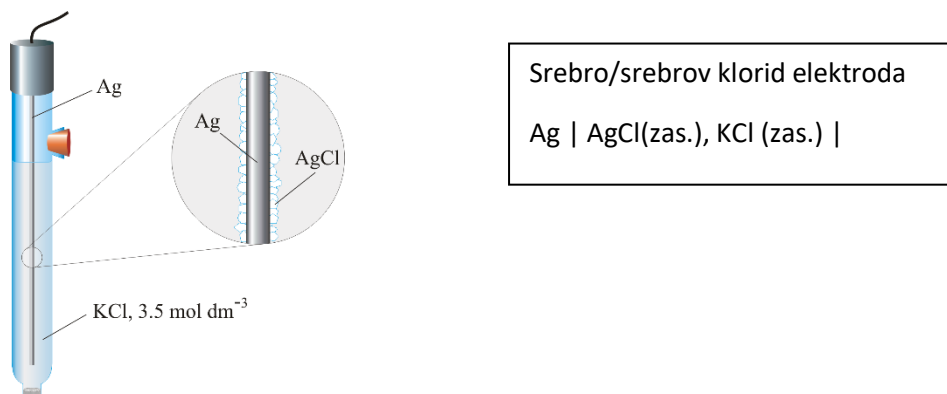 Ag
Ag
AgCl
KCl, 3.5 mol dm⁻³
Srebro/srebrov klorid elektroda
Ag | AgCl(zas.), KCl (zas.) |